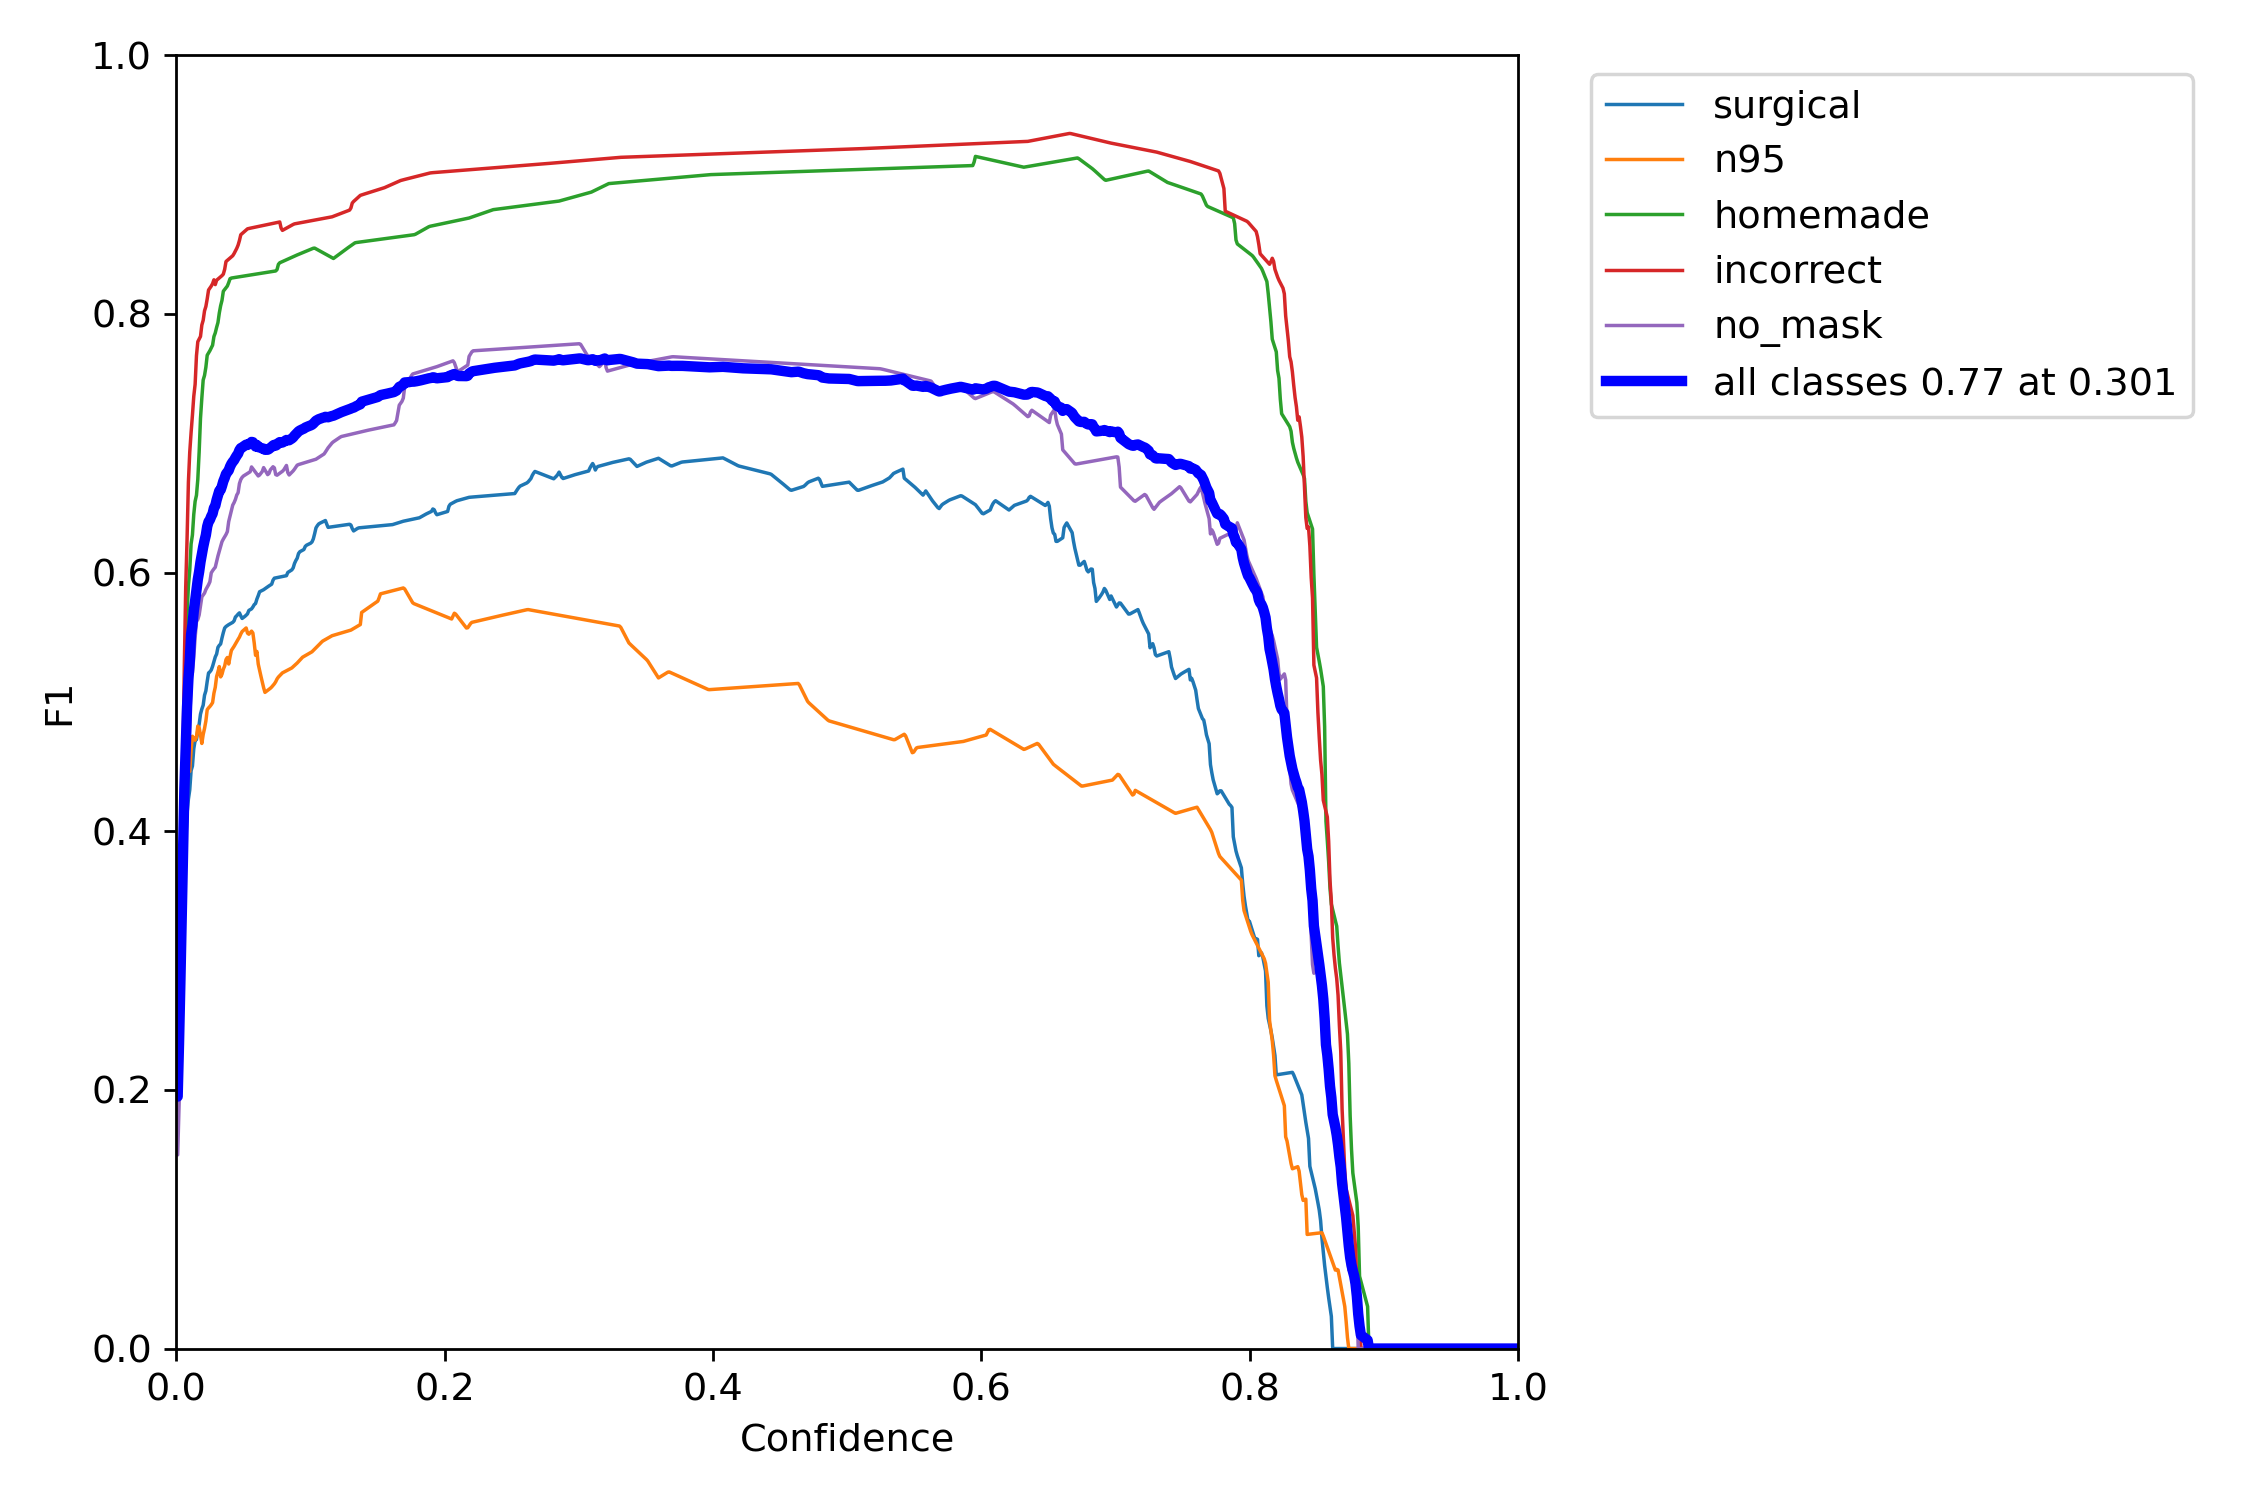 1.0
0.8
0.6
0.4
0.2
0.0
F1
0.0 0.2 0.4 0.6 0.8 1.0
Confidence
surgical
n95
homemade
incorrect
no_mask
all classes 0.77 at 0.301